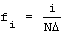 f_i = i / NΔ